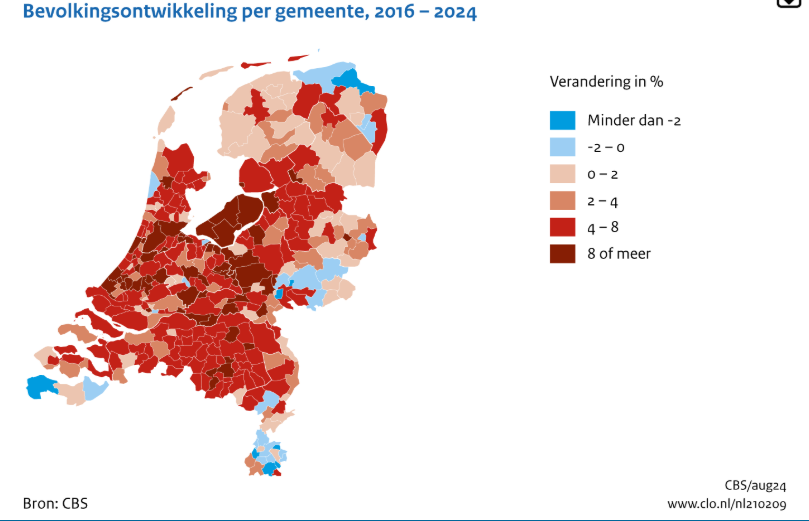 Bevolkingsontwikkeling per gemeente, 2016 – 2024
Verandering in %
Minder dan -2
-2 – 0
0 – 2
2 – 4
4 – 8
8 of meer
CBS/aug24
Bron: CBS
www.clo.nl/nl210209